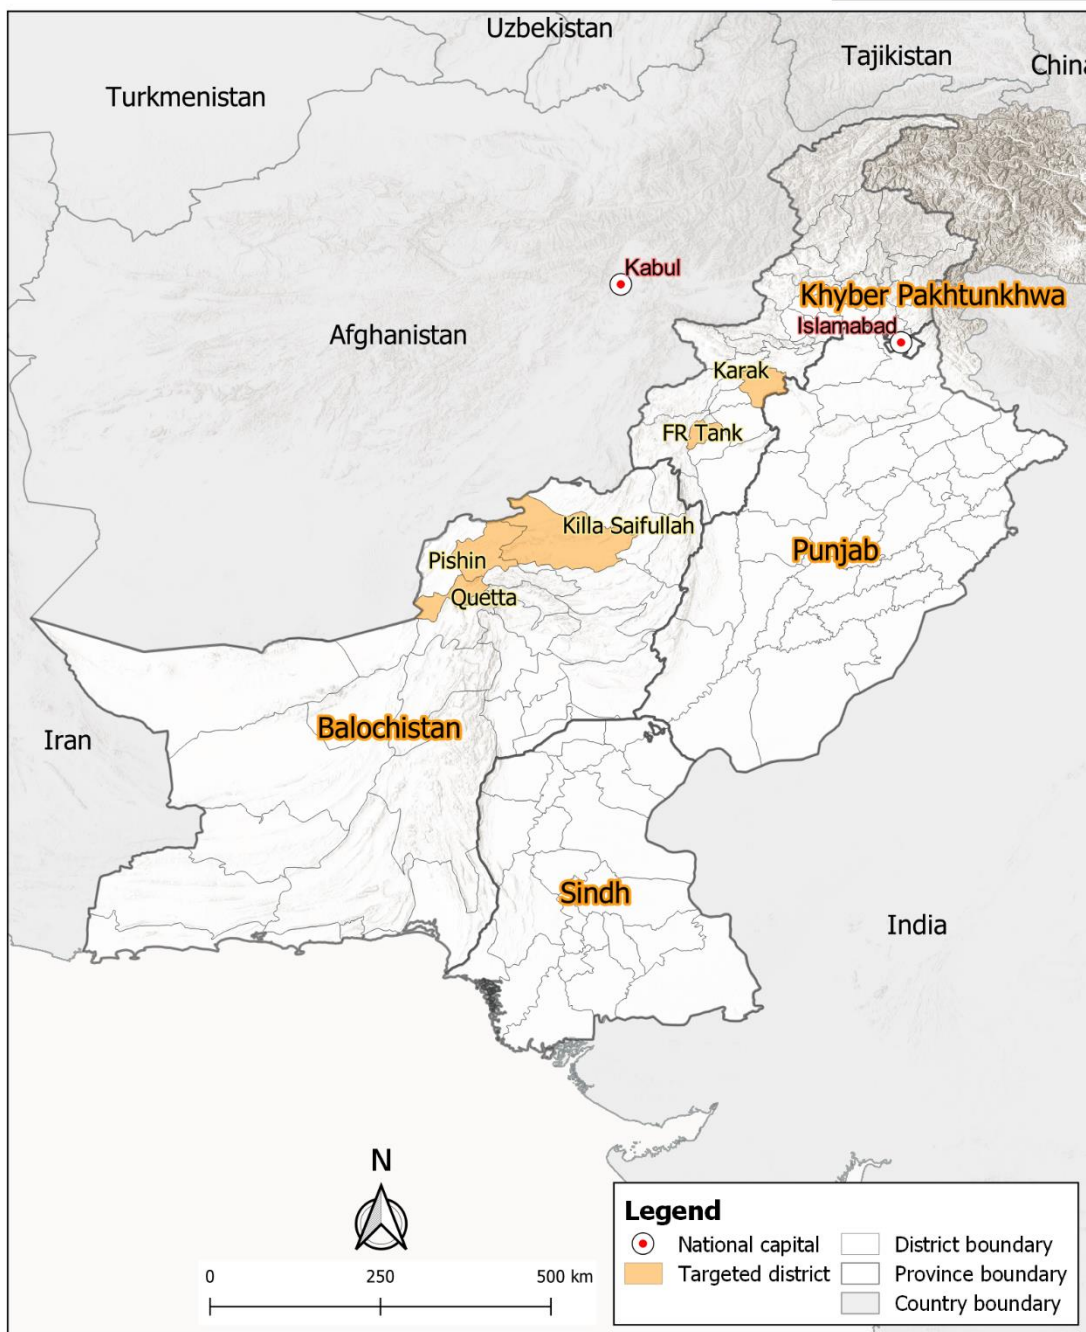 Uzbekistan
Tajikistan
China
Turkmenistan
Kabul
Khyber Pakhtunkhwa
Islamabad
Afghanistan
Karak
FR Tank
Killa Saifullah
Punjab
Pishin
Quetta
Balochistan
Iran
Sindh
India
N
0 250 500 km
Legend
National capital
Targeted district
District boundary
Province boundary
Country boundary